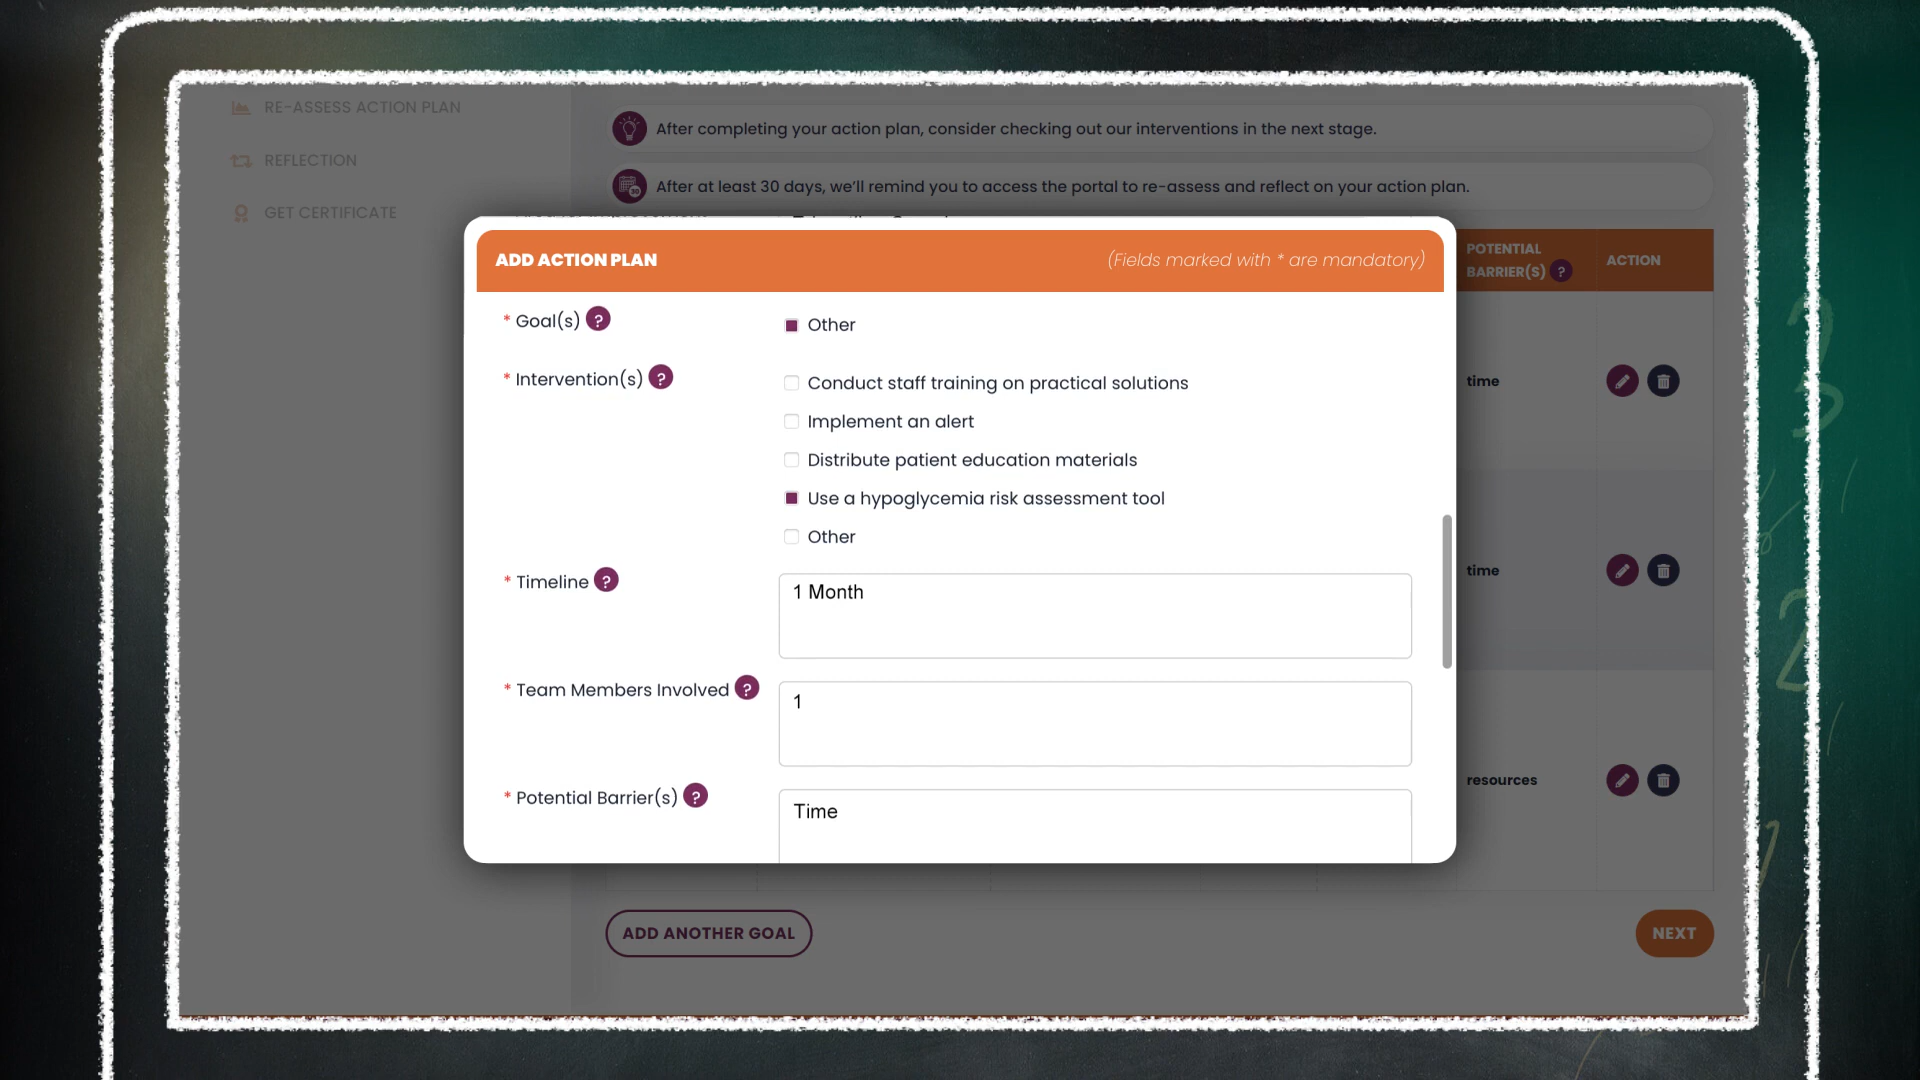 RE-ASSESS ACTION PLAN
REFLECTION
GET CERTIFICATE
After completing your action plan, consider checking out our interventions in the next stage.
After at least 30 days, we'll remind you to access the portal to re-assess and reflect on your action plan.
POTENTIAL
BARRIER(S) ?
ACTION
ADD ACTION PLAN
(Fields marked with * are mandatory)
* Goal(s) ?
Other
* Intervention(s) ?
Conduct staff training on practical solutions
Implement an alert
Distribute patient education materials
Use a hypoglycemia risk assessment tool
Other
* Timeline ?
1 Month
* Team Members Involved ?
1
* Potential Barrier(s) ?
Time
time
time
resources
ADD ANOTHER GOAL
NEXT